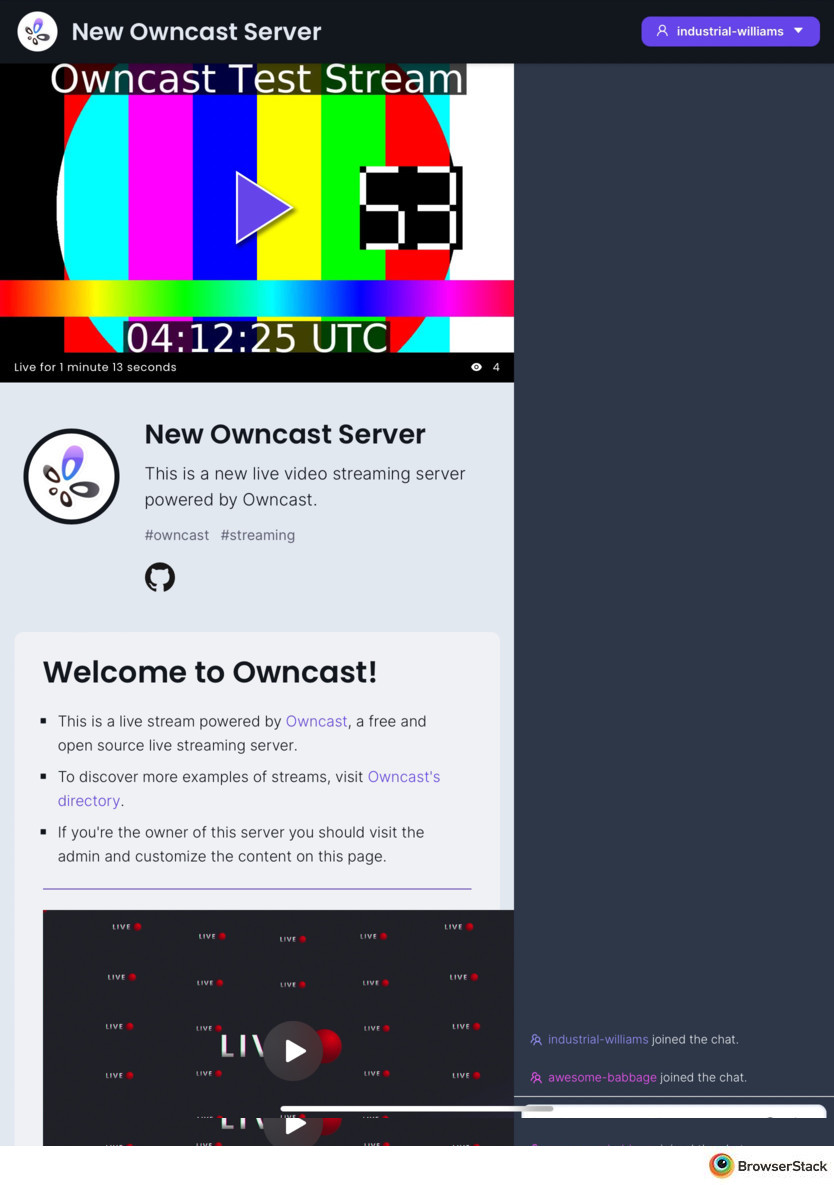 New Owncast Server
industrial-williams
Owncast Test Stream
53
04:12:25 UTC
Live for 1 minute 13 seconds
4
New Owncast Server
This is a new live video streaming server
powered by Owncast.
#owncast #streaming
Welcome to Owncast!
This is a live stream powered by Owncast, a free and
open source live streaming server.
To discover more examples of streams, visit Owncast's
directory.
If you're the owner of this server you should visit the
admin and customize the content on this page.
LIVE LIVE LIVE LIVE LIVE
LIVE LIVE LIVE LIVE LIVE
LIVE LIVE LIVE LIVE
LIVE LIVE LIVE LIVE LIVE
industrial-williams joined the chat.
awesome-babbage joined the chat.
BrowserStack